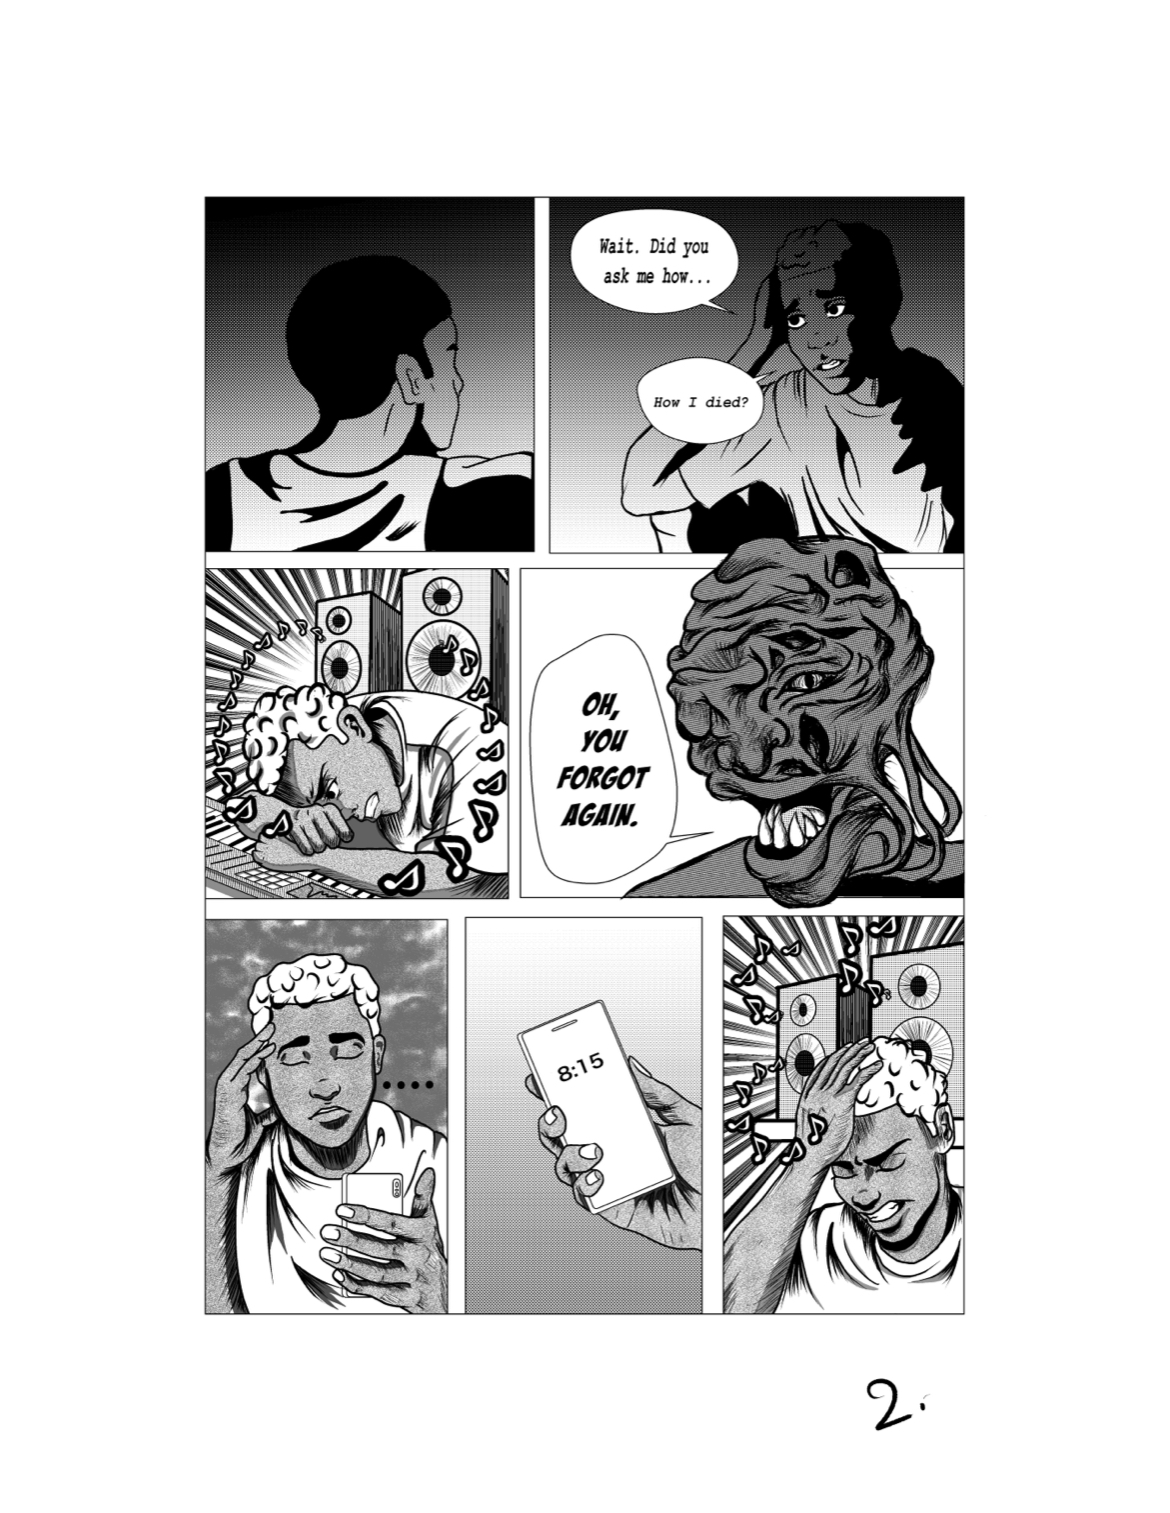 Wait. Did you
ask me how...
How I died?
OH,
YOU
FORGOT
AGAIN.
....
8:15
2.